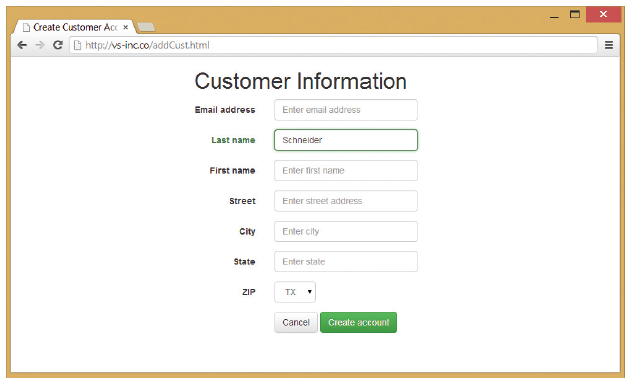 Create Customer Acc
http://vs-inc.co/addCust.html
Customer Information
Email address Enter email address
Last name Schneider
First name Enter first name
Street Enter street address
City Enter city
State Enter state
ZIP TX
Cancel Create account